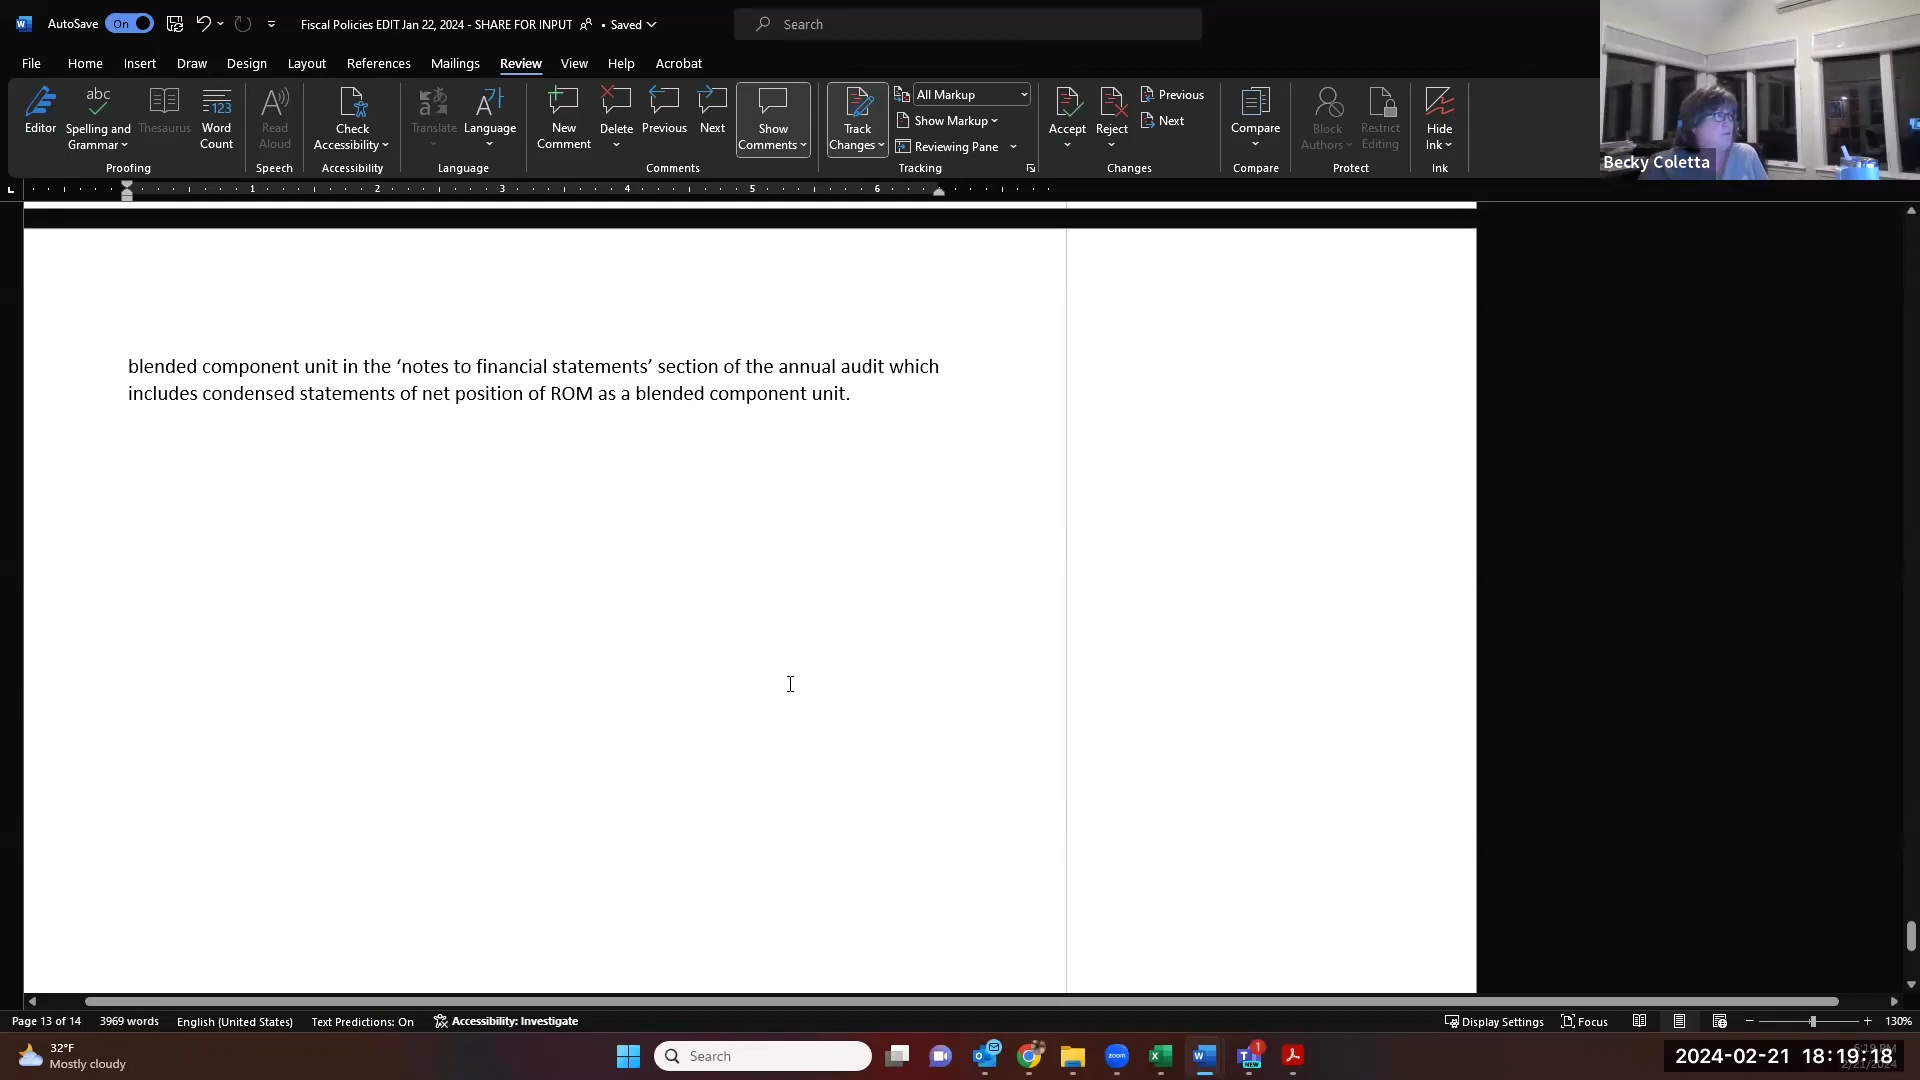 AutoSave On Fiscal Policies EDIT Jan 22, 2024 - SHARE FOR INPUT • Saved Search
File Home Insert Draw Design Layout References Mailings Review View Help Acrobat
Editor
Spelling and Grammar
Thesaurus
Word Count
Proofing
Read Aloud
Speech
Check Accessibility
Accessibility
Translate
Language
Language
New Comment
Delete
Previous
Next
Show Comments
Comments
Track Changes
All Markup
Show Markup
Reviewing Pane
Tracking
Accept
Reject
Previous
Next
Changes
Compare
Compare
Block Authors
Restrict Editing
Protect
Hide Ink
Ink
Becky Coletta
1 2 3 4 5 6
blended component unit in the ‘notes to financial statements’ section of the annual audit which
includes condensed statements of net position of ROM as a blended component unit.
Page 13 of 14 3969 words English (United States) Text Predictions: On Accessibility: Investigate Display Settings Focus 130%
32°F
Mostly cloudy
Search
2024-02-21 18:19:18